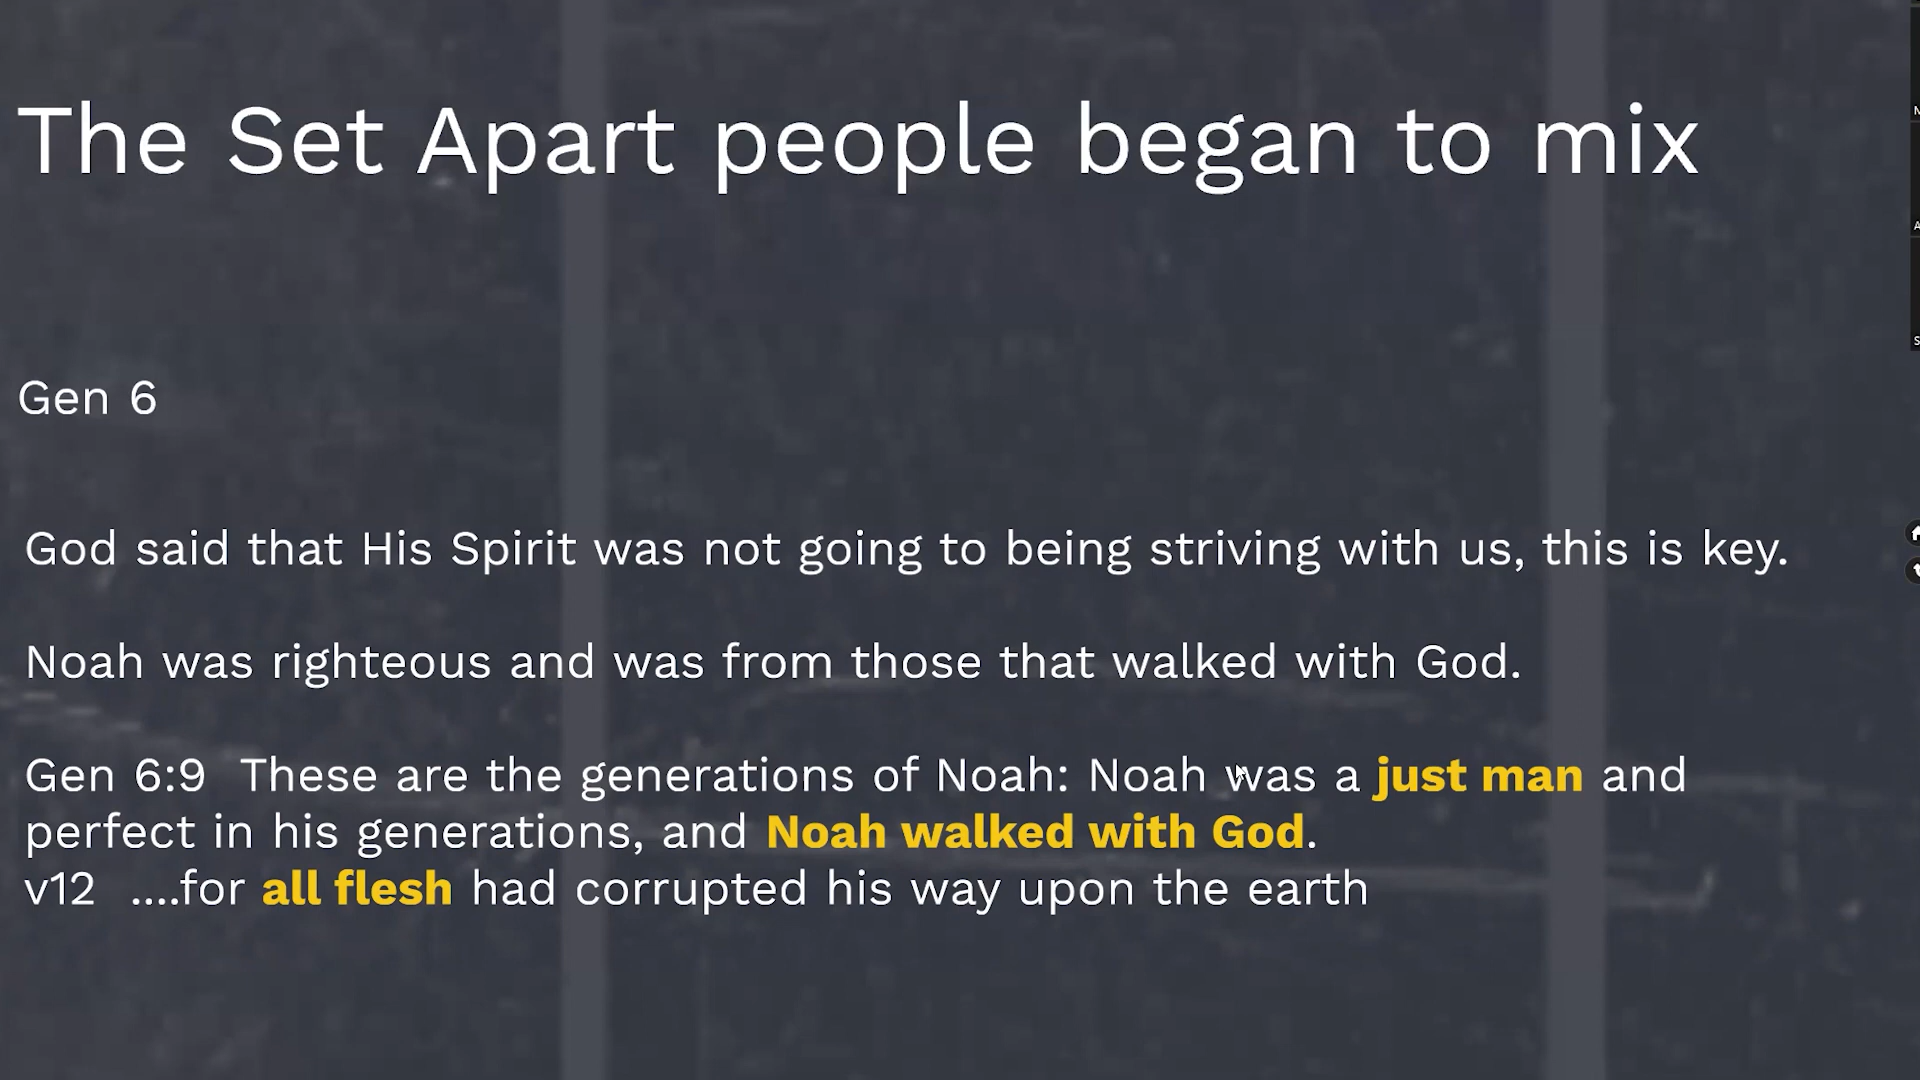 The Set Apart people began to mix
Gen 6
God said that His Spirit was not going to being striving with us, this is key.
Noah was righteous and was from those that walked with God.
Gen 6:9 These are the generations of Noah: Noah was a just man and
perfect in his generations, and Noah walked with God.
v12 ....for all flesh had corrupted his way upon the earth